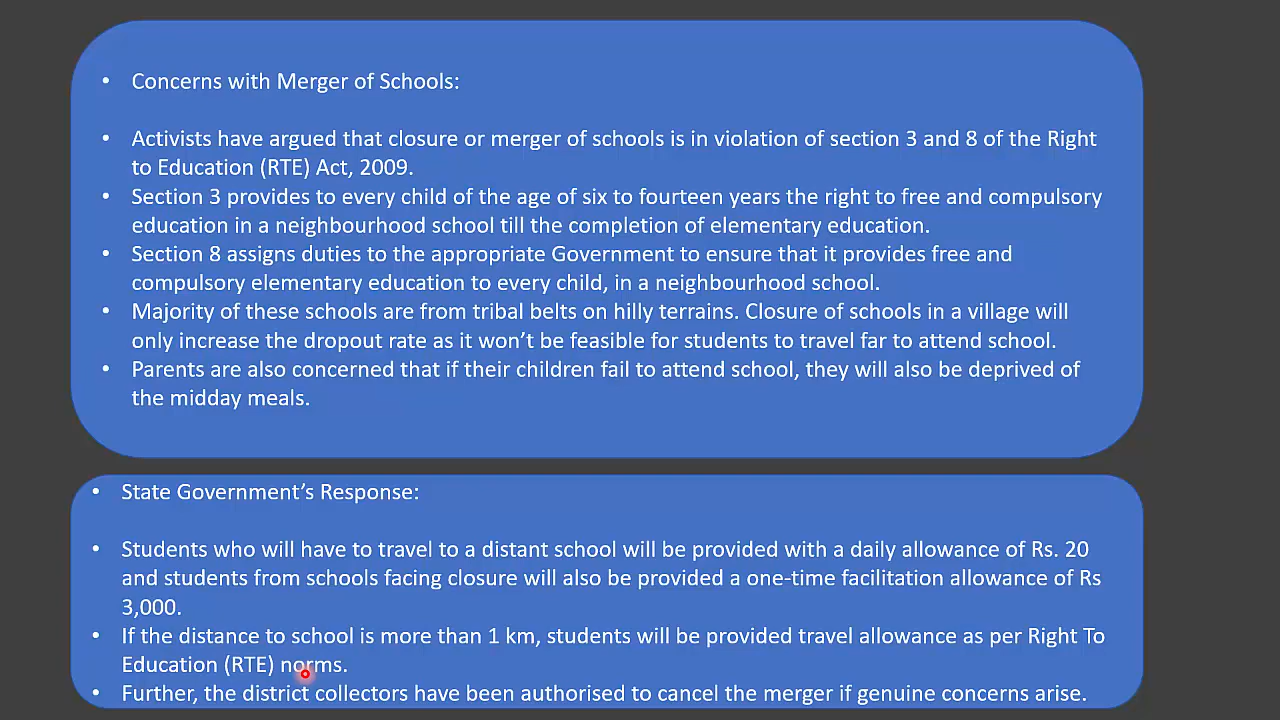 • Concerns with Merger of Schools:
• Activists have argued that closure or merger of schools is in violation of section 3 and 8 of the Right
to Education (RTE) Act, 2009.
• Section 3 provides to every child of the age of six to fourteen years the right to free and compulsory
education in a neighbourhood school till the completion of elementary education.
• Section 8 assigns duties to the appropriate Government to ensure that it provides free and
compulsory elementary education to every child, in a neighbourhood school.
• Majority of these schools are from tribal belts on hilly terrains. Closure of schools in a village will
only increase the dropout rate as it won't be feasible for students to travel far to attend school.
• Parents are also concerned that if their children fail to attend school, they will also be deprived of
the midday meals.
• State Government's Response:
• Students who will have to travel to a distant school will be provided with a daily allowance of Rs. 20
and students from schools facing closure will also be provided a one-time facilitation allowance of Rs
3,000.
• If the distance to school is more than 1 km, students will be provided travel allowance as per Right To
Education (RTE) norms.
• Further, the district collectors have been authorised to cancel the merger if genuine concerns arise.